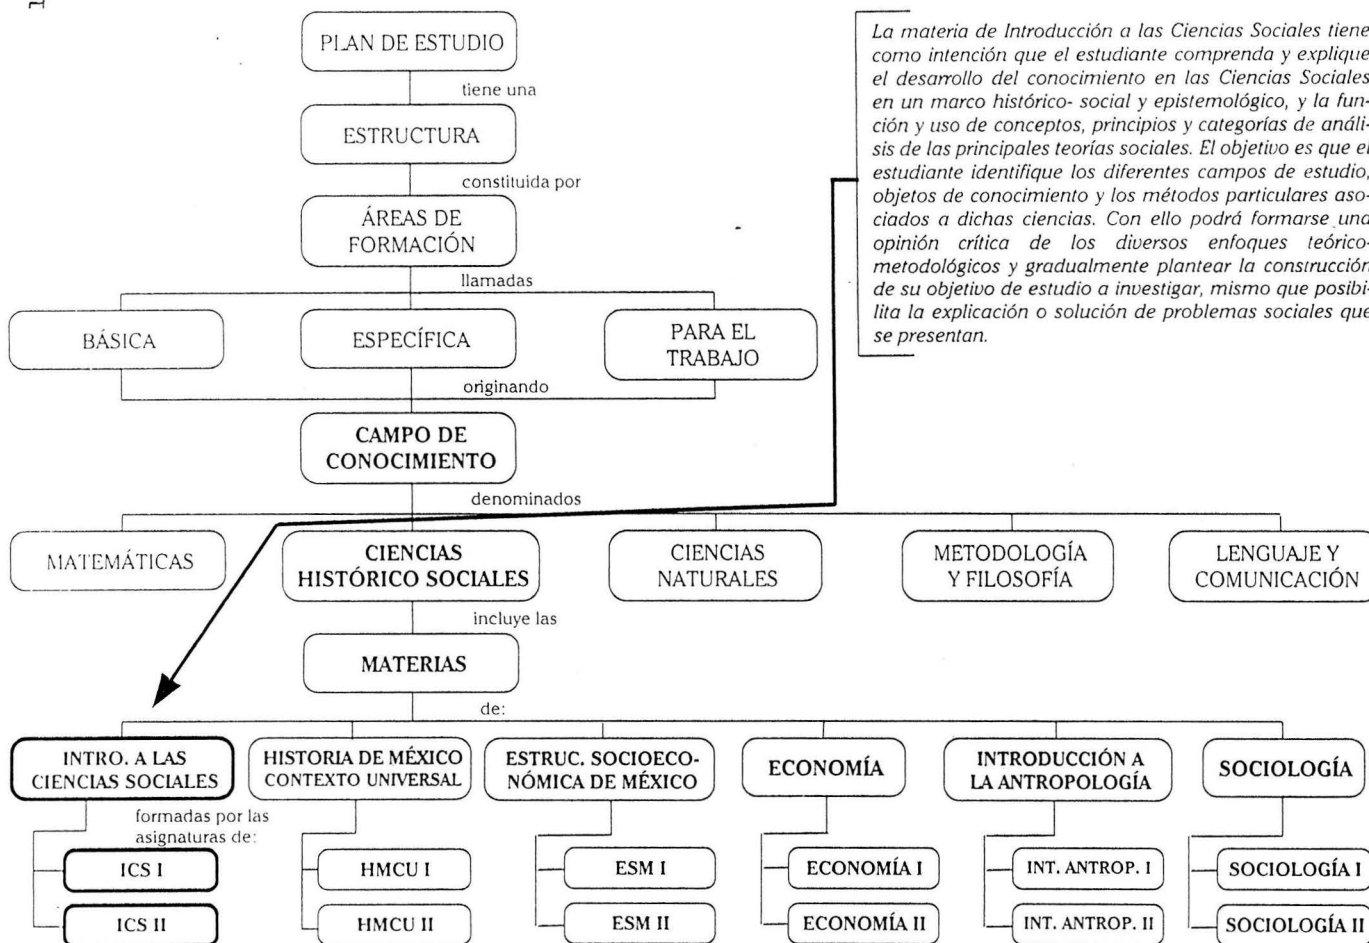 PLAN DE ESTUDIO
tiene una
ESTRUCTURA
constituida por
ÁREAS DE
FORMACIÓN
llamadas
BÁSICA
ESPECÍFICA
PARA EL
TRABAJO
originando
CAMPO DE
CONOCIMIENTO
denominados
La materia de Introducción a las Ciencias Sociales tiene
como intención que el estudiante comprenda y explique
el desarrollo del conocimiento en las Ciencias Sociales
en un marco histórico- social y epistemológico, y la fun-
ción y uso de conceptos, principios y categorías de análi-
sis de las principales teorías sociales. El objetivo es que el
estudiante identifique los diferentes campos de estudio,
objetos de conocimiento y los métodos particulares aso-
ciados a dichas ciencias. Con ello podrá formarse una
opinión crítica de los diversos enfoques teórico-
metodológicos y gradualmente plantear la construcción
de su objetivo de estudio a investigar, mismo que posibi-
lita la explicación o solución de problemas sociales que
se presentan.
MATEMÁTICAS
CIENCIAS
HISTÓRICO SOCIALES
CIENCIAS
NATURALES
METODOLOGÍA
Y FILOSOFÍA
LENGUAJE Y
COMUNICACIÓN
incluye las
MATERIAS
de:
INTRO. A LAS
CIENCIAS SOCIALES
HISTORIA DE MÉXICO
CONTEXTO UNIVERSAL
ESTRUC. SOCIOECO-
NÓMICA DE MÉXICO
ECONOMÍA
INTRODUCCIÓN A
LA ANTROPOLOGÍA
SOCIOLOGÍA
formadas por las
asignaturas de:
ICS I
HMCU I
ESM I
ECONOMÍA I
INT. ANTROP. I
SOCIOLOGÍA I
ICS II
HMCU II
ESM II
ECONOMÍA II
INT. ANTROP. II
SOCIOLOGÍA II